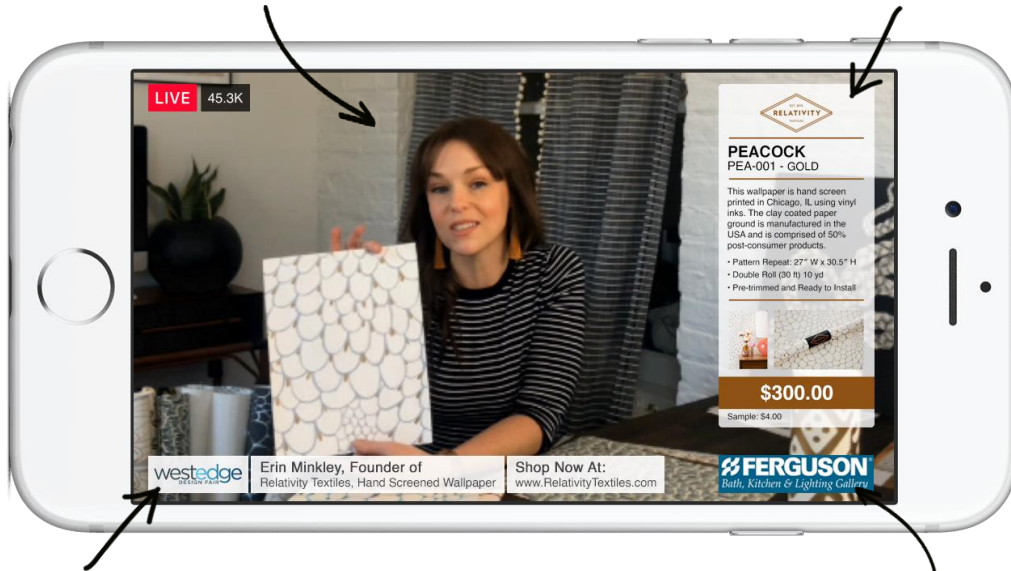 LIVE 45.3K
EST. 2012
RELATIVITY
TEXTILES
PEACOCK
PEA-001 - GOLD
This wallpaper is hand screen
printed in Chicago, IL using vinyl
inks. The clay coated paper
ground is manufactured in the
USA and is comprised of 50%
post-consumer products.
• Pattern Repeat: 27" W x 30.5" H
• Double Roll (30 ft) 10 yd
• Pre-trimmed and Ready to Install
$300.00
Sample: $4.00
westedge
DESIGN FAIR
Erin Minkley, Founder of
Relativity Textiles, Hand Screened Wallpaper
Shop Now At:
www.RelativityTextiles.com
FERGUSON
Bath, Kitchen & Lighting Gallery